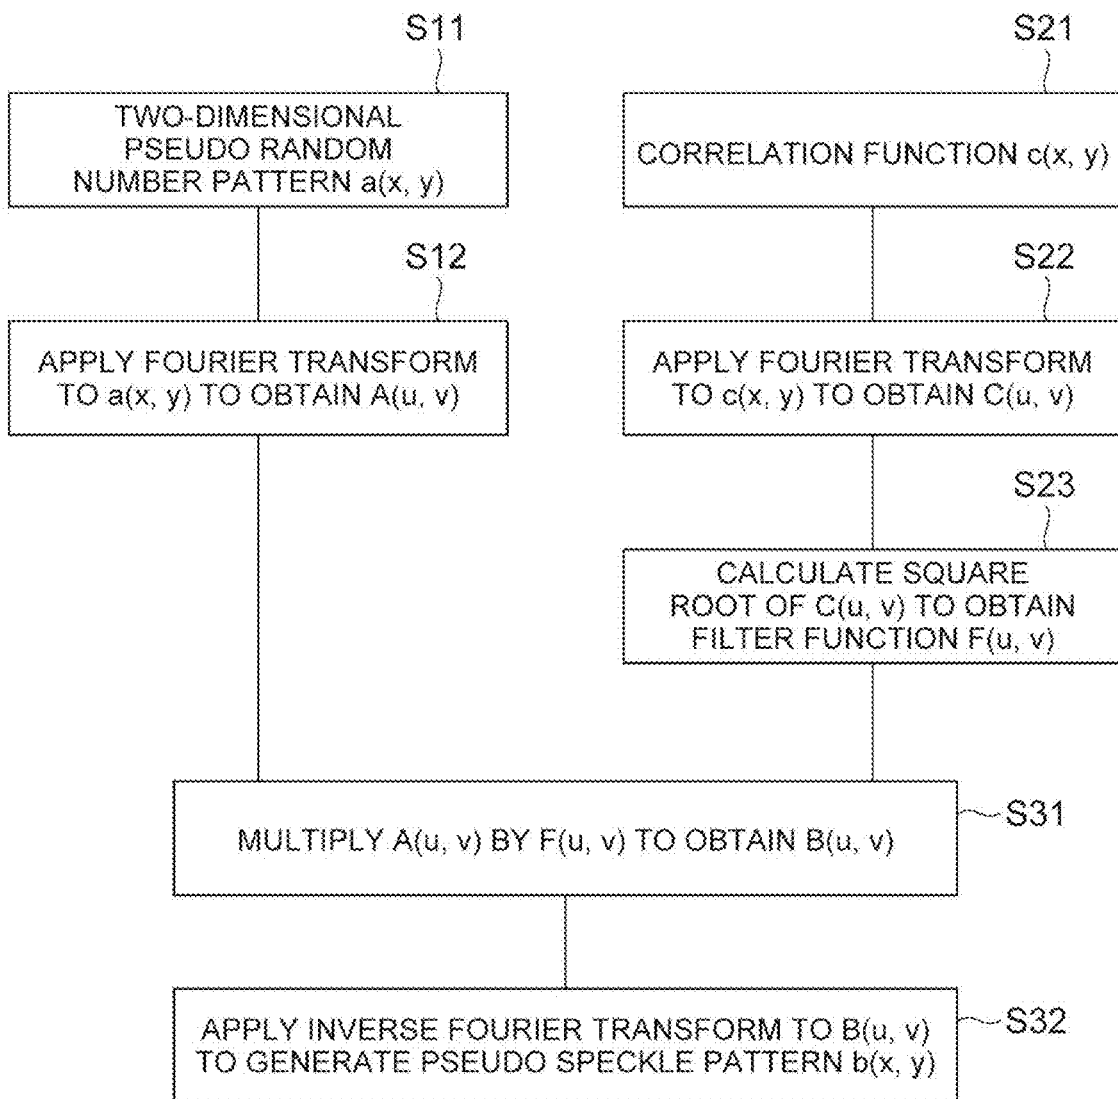 S11
TWO-DIMENSIONAL
PSEUDO RANDOM
NUMBER PATTERN a(x, y)
S12
APPLY FOURIER TRANSFORM
TO a(x, y) TO OBTAIN A(u, v)
S21
CORRELATION FUNCTION c(x, y)
S22
APPLY FOURIER TRANSFORM
TO c(x, y) TO OBTAIN C(u, v)
S23
CALCULATE SQUARE
ROOT OF C(u, v) TO OBTAIN
FILTER FUNCTION F(u, v)
S31
MULTIPLY A(u, v) BY F(u, v) TO OBTAIN B(u, v)
S32
APPLY INVERSE FOURIER TRANSFORM TO B(u, v)
TO GENERATE PSEUDO SPECKLE PATTERN b(x, y)